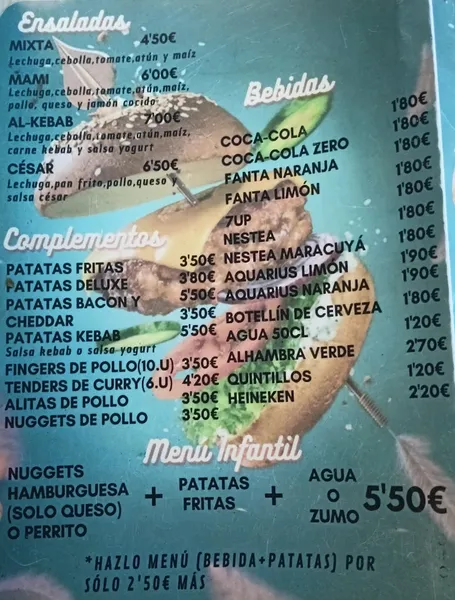 Ensaladas
MIXTA 4'50€
Lechuga,cebolla,tomate,atún y maíz
ÑAMI 6'00€
Lechuga,cebolla,tomate,atún,maíz,
pollo, queso y jamón cocido
AL-KEBAB 7'00€
Lechuga,cebolla,tomate,atún,maíz,
carne kebab y salsa yogurt
CÉSAR 6'50€
Lechuga,pan frito,pollo,queso y
salsa césar
Complementos
PATATAS FRITAS 3'50€
PATATAS DELUXE 3'80€
PATATAS BACON Y 5'50€
CHEDDAR 3'50€
PATATAS KEBAB 5'50€
Salsa kebab o salsa yogurt
FINGERS DE POLLO(10.U) 3'50€
TENDERS DE CURRY(6.U) 4'20€
ALITAS DE POLLO 3'50€
NUGGETS DE POLLO 3'50€
Bebidas
COCA-COLA 1'80€
COCA-COLA ZERO 1'80€
FANTA NARANJA 1'80€
FANTA LIMÓN 1'80€
7UP 1'80€
NESTEA 1'80€
NESTEA MARACUYÁ 1'80€
AQUARIUS LIMÓN 1'90€
AQUARIUS NARANJA 1'90€
BOTELLÍN DE CERVEZA 1'80€
AGUA 50CL 1'20€
ALHAMBRA VERDE 2'70€
QUINTILLOS 1'20€
HEINEKEN 2'20€
Menú Infantil
NUGGETS
HAMBURGUESA
(SOLO QUESO)
O PERRITO
+
PATATAS
FRITAS
+
AGUA
O
ZUMO
5'50€
*HAZLO MENÚ (BEBIDA+PATATAS) POR
SÓLO 2'50€ MÁS